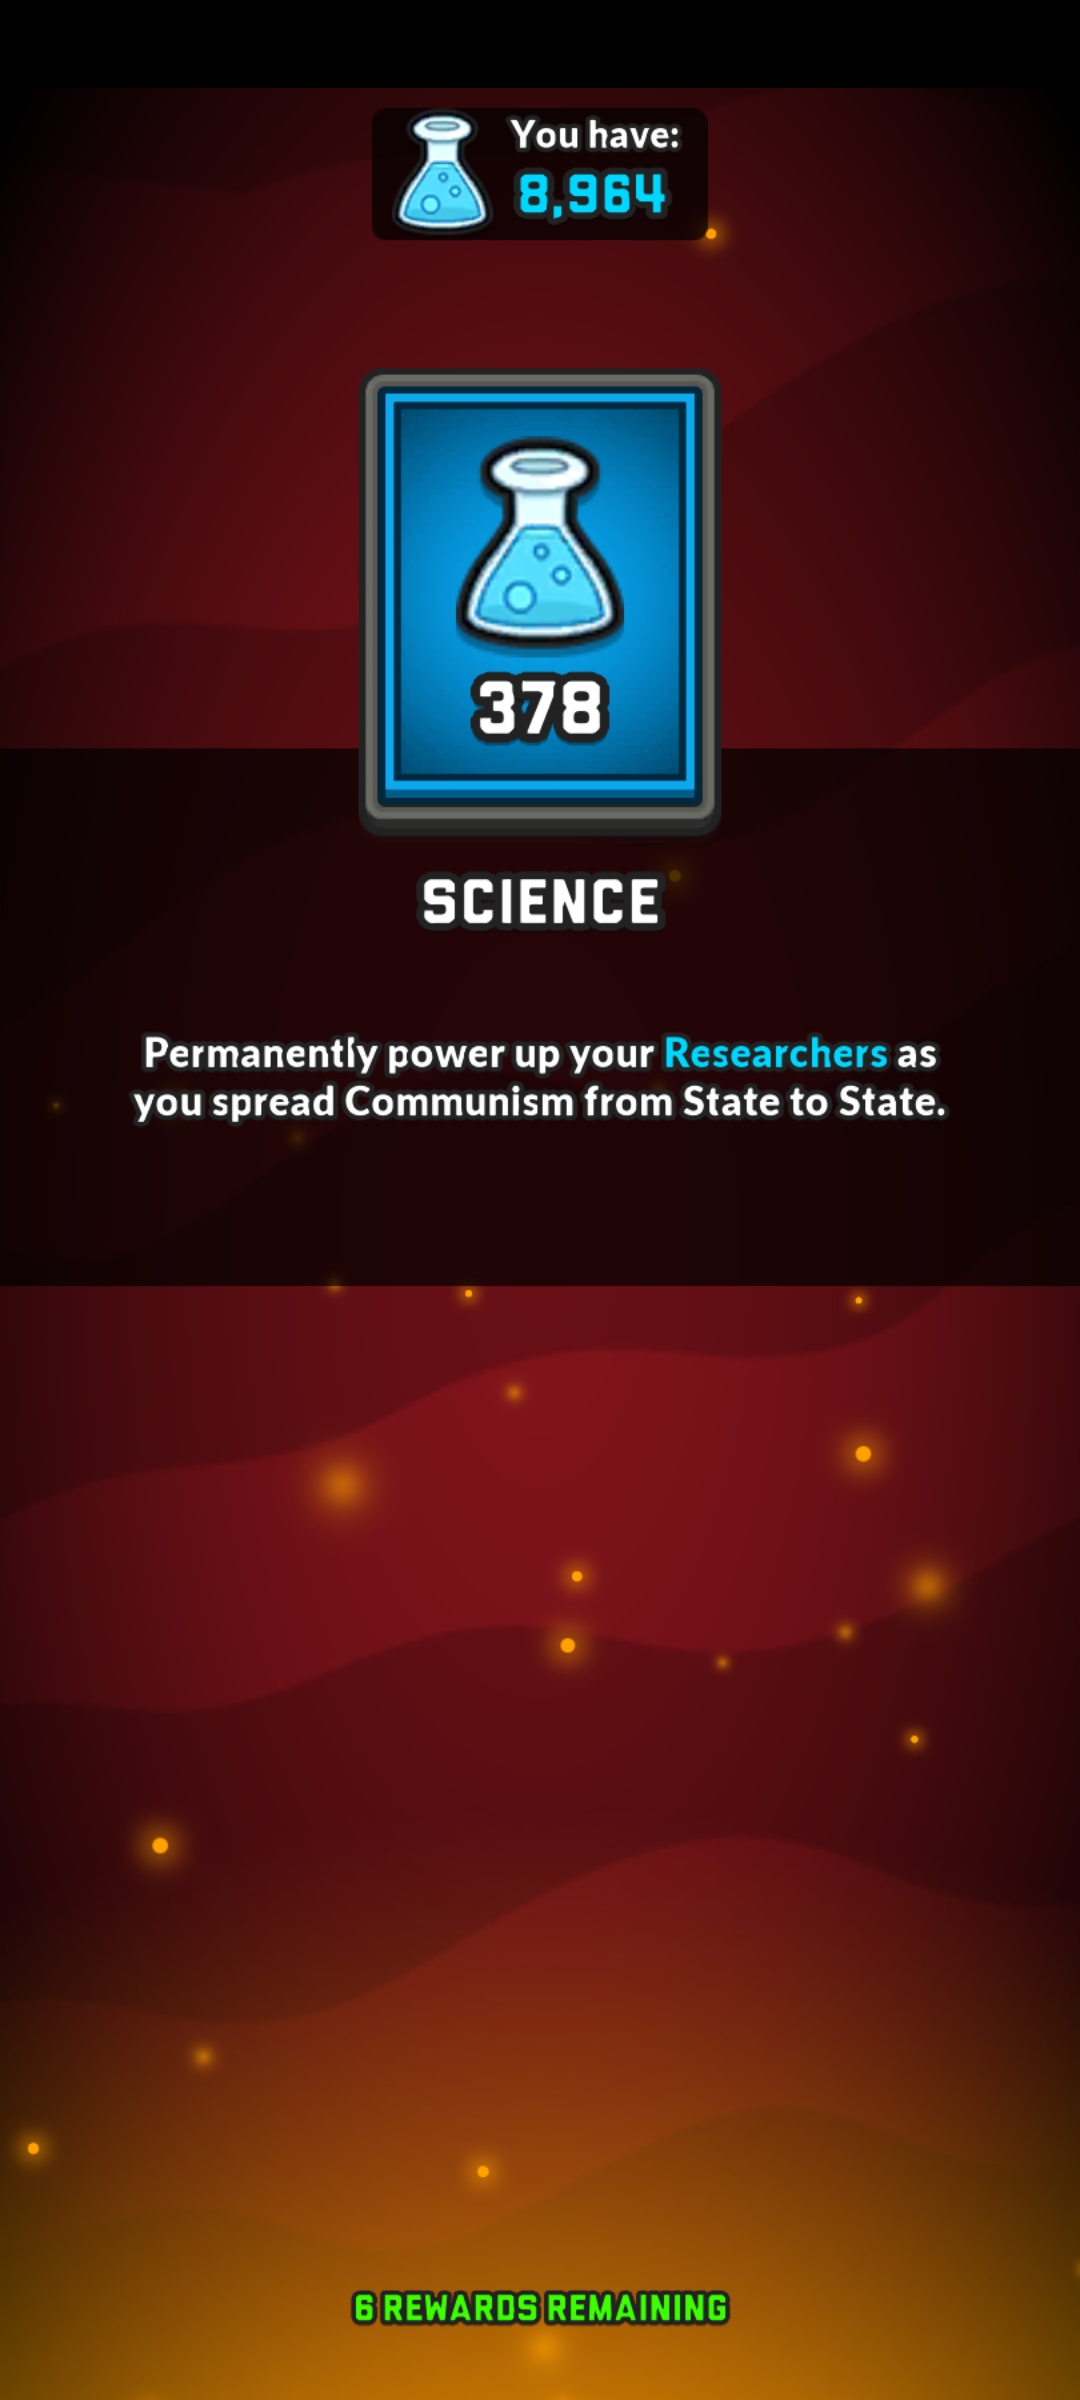 You have:
8,964
378
SCIENCE
Permanently power up your Researchers as
you spread Communism from State to State.
6 REWARDS REMAINING